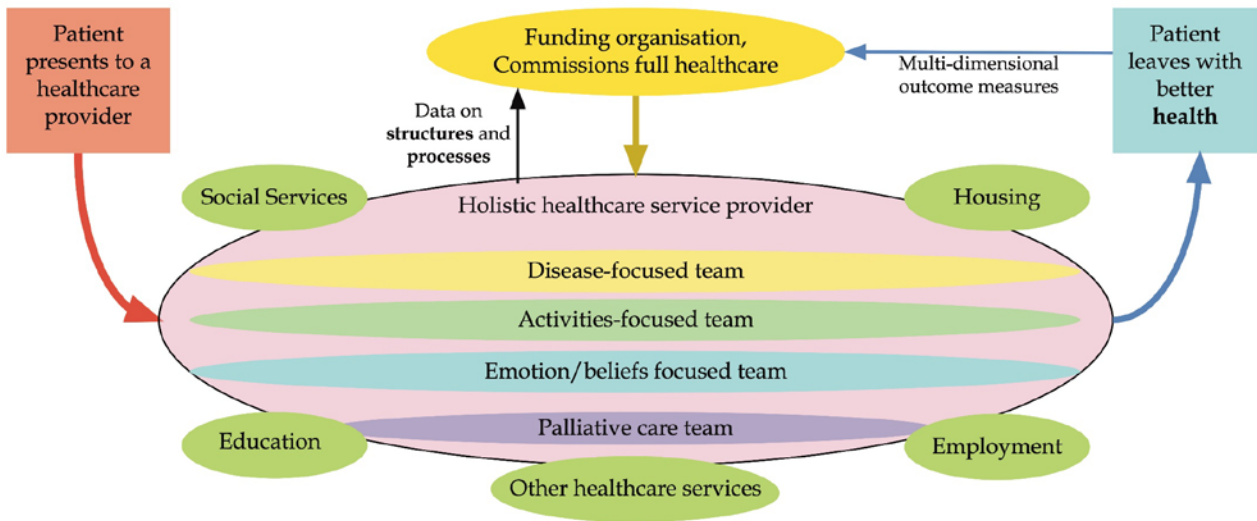 Patient
presents to a
healthcare
provider
Funding organisation,
Commissions full healthcare
Multi-dimensional
outcome measures
Patient
leaves with
better
health
Data on
structures and
processes
Social Services
Holistic healthcare service provider
Housing
Disease-focused team
Activities-focused team
Emotion/beliefs focused team
Education
Palliative care team
Employment
Other healthcare services